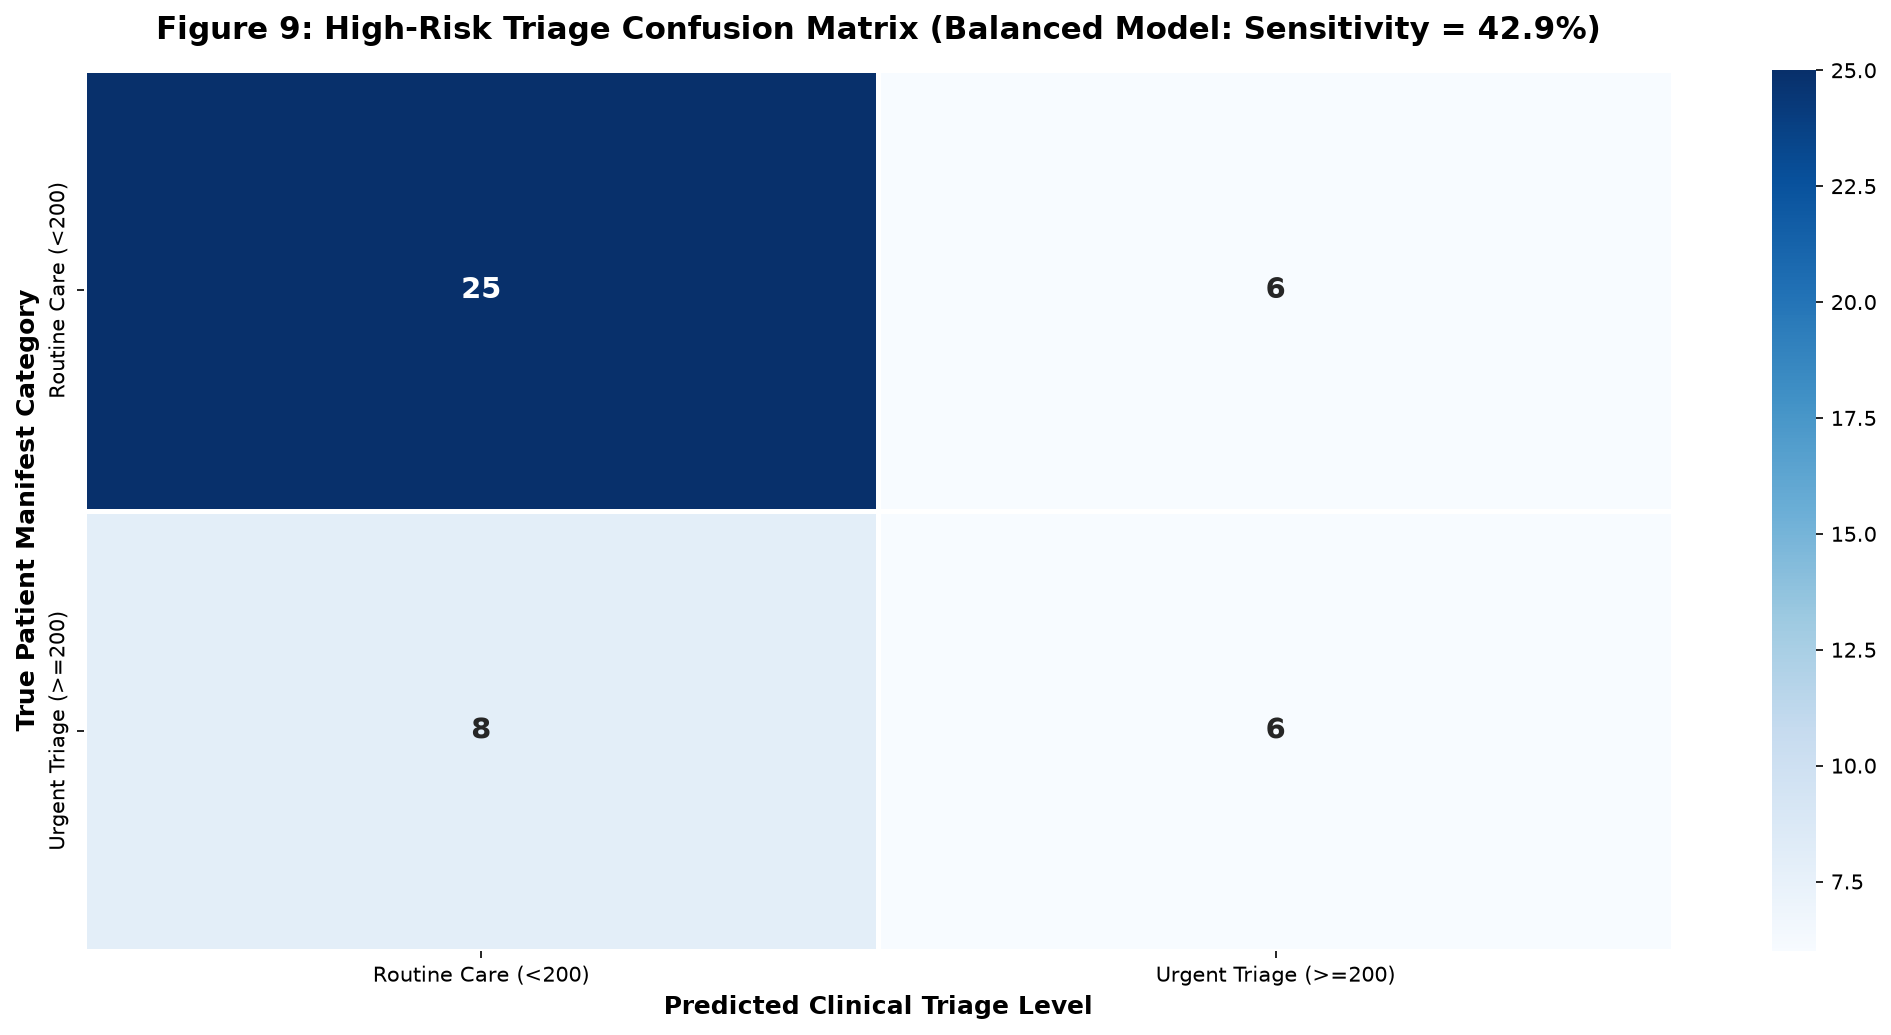 Figure 9: High-Risk Triage Confusion Matrix (Balanced Model: Sensitivity = 42.9%)
True Patient Manifest Category
Routine Care (<200)
Urgent Triage (>=200)
25
6
8
6
Routine Care (<200)
Urgent Triage (>=200)
Predicted Clinical Triage Level
25.0
22.5
20.0
17.5
15.0
12.5
10.0
7.5